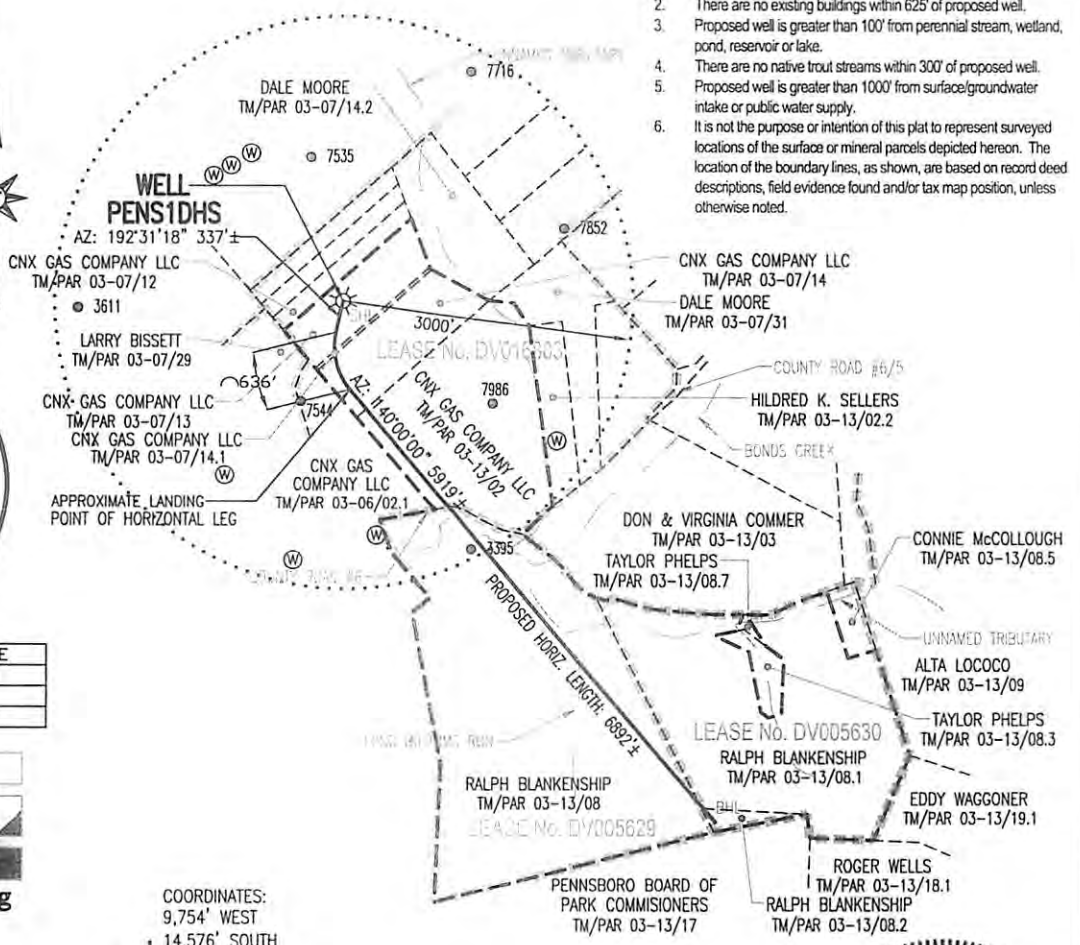 2. There are no existing buildings within 625' of proposed well.
3. Proposed well is greater than 100' from perennial stream, wetland,
pond, reservoir or lake.
4. There are no native trout streams within 300' of proposed well.
5. Proposed well is greater than 1000' from surface/groundwater
intake or public water supply.
6. It is not the purpose or intention of this plat to represent surveyed
locations of the surface or mineral parcels depicted hereon. The
location of the boundary lines, as shown, are based on record deed
descriptions, field evidence found and/or tax map position, unless
otherwise noted.
UNNAMED TRIBUTARY
7716
DALE MOORE
TM/PAR 03-07/14.2
7535
W
W
W
WELL
PENS1DHS
AZ: 192°31'18" 337'±
7852
CNX GAS COMPANY LLC
TM/PAR 03-07/12
3611
CNX GAS COMPANY LLC
TM/PAR 03-07/14
DALE MOORE
TM/PAR 03-07/31
SHL
3000'
LARRY BISSETT
TM/PAR 03-07/29
LEASE No. DV016803
COUNTY ROAD #6/5
636'
7986
HILDRED K. SELLERS
TM/PAR 03-13/02.2
CNX GAS COMPANY LLC
TM/PAR 03-07/13
7544
CNX GAS COMPANY LLC
TM/PAR 03-07/14.1
AZ: 140°00'00" 5919'±
CNX GAS COMPANY LLC
TM/PAR 03-13/02
W
BONDS CREEK
W
CNX GAS
COMPANY LLC
TM/PAR 03-06/02.1
APPROXIMATE LANDING
POINT OF HORIZONTAL LEG
DON & VIRGINIA COMMER
TM/PAR 03-13/03
CONNIE McCOLLOUGH
TM/PAR 03-13/08.5
W
W
3395
TAYLOR PHELPS
TM/PAR 03-13/08.7
COUNTY ROAD #6
PROPOSED HORIZ. LENGTH: 6892'±
UNNAMED TRIBUTARY
ALTA LOCOCO
TM/PAR 03-13/09
TAYLOR PHELPS
TM/PAR 03-13/08.3
LEASE No. DV005630
RALPH BLANKENSHIP
TM/PAR 03-13/08.1
RALPH BLANKENSHIP
TM/PAR 03-13/08
LEASE No. DV005629
BHL
EDDY WAGGONER
TM/PAR 03-13/19.1
ROGER WELLS
TM/PAR 03-13/18.1
PENNSBORO BOARD OF
PARK COMMISIONERS
TM/PAR 03-13/17
RALPH BLANKENSHIP
TM/PAR 03-13/08.2
COORDINATES:
9,754' WEST
14,576' SOUTH